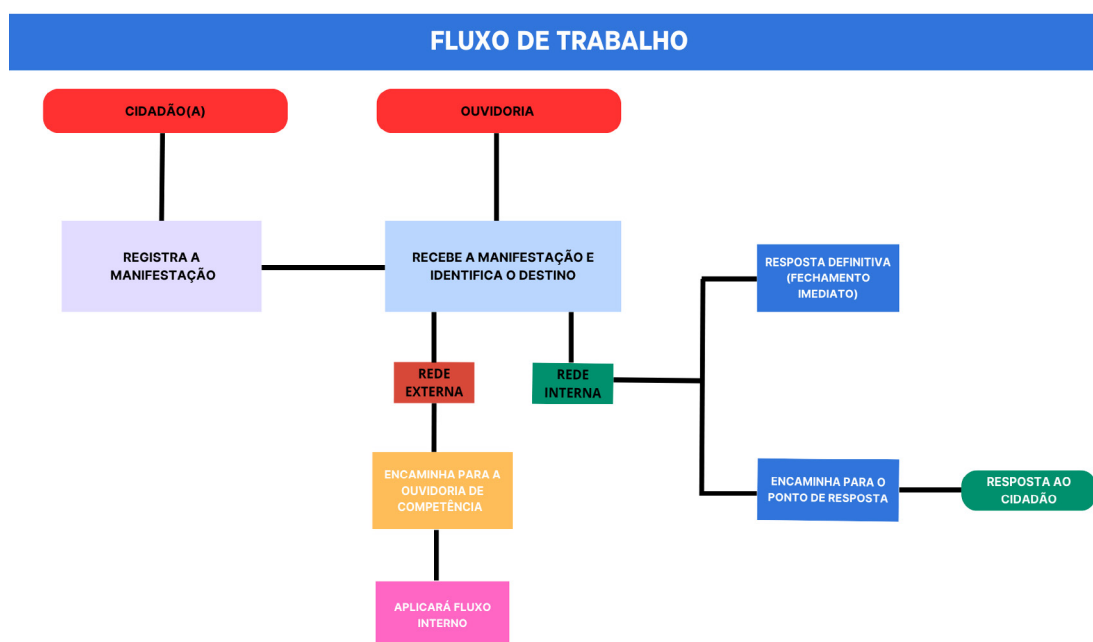 FLUXO DE TRABALHO
CIDADÃO(A)
OUVIDORIA
REGISTRA A
MANIFESTAÇÃO
RECEBE A MANIFESTAÇÃO E
IDENTIFICA O DESTINO
RESPOSTA DEFINITIVA
(FECHAMENTO
IMEDIATO)
REDE
EXTERNA
REDE
INTERNA
ENCAMINHA PARA A
OUVIDORIA DE
COMPETÊNCIA
ENCAMINHA PARA O
PONTO DE RESPOSTA
RESPOSTA AO
CIDADÃO
APLICARÁ FLUXO
INTERNO